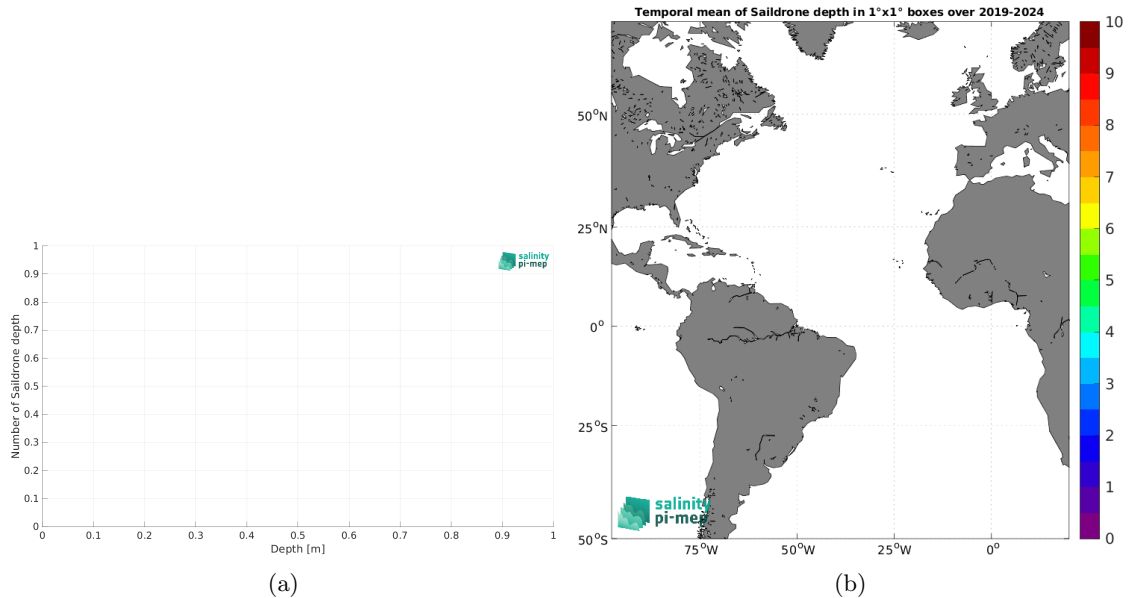 Temporal mean of Saildrone depth in 1°x1° boxes over 2019-2024
1
0.9
0.8
0.7
0.6
0.5
0.4
0.3
0.2
0.1
0
Number of Saildrone depth
0 0.1 0.2 0.3 0.4 0.5 0.6 0.7 0.8 0.9 1
Depth [m]
salinity
pi-mep
(a)
50°N
25°N
0°
25°S
50°S
75°W 50°W 25°W 0°
salinity
pi-mep
10
9
8
7
6
5
4
3
2
1
0
(b)